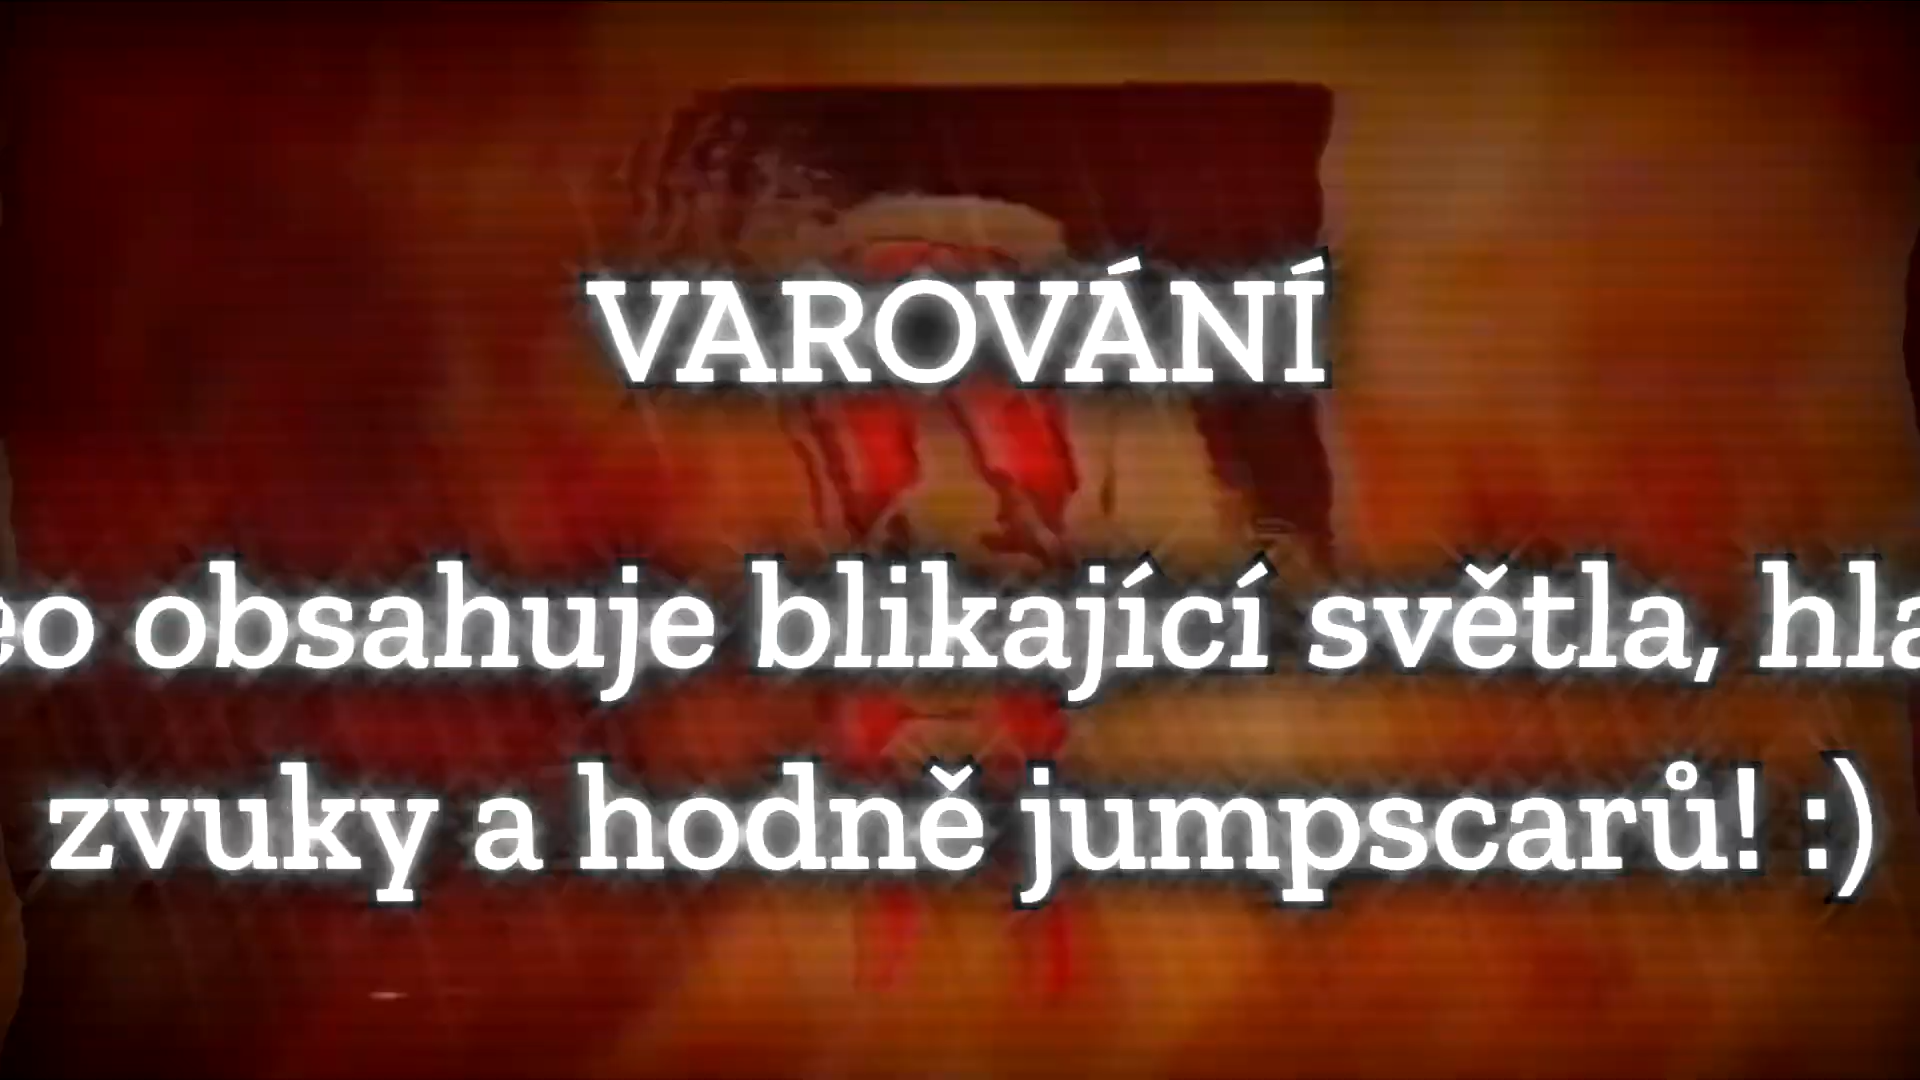 VAROVÁNÍ
obsahuje blikající světla,
zvuky a hodně jumpscarů! :)